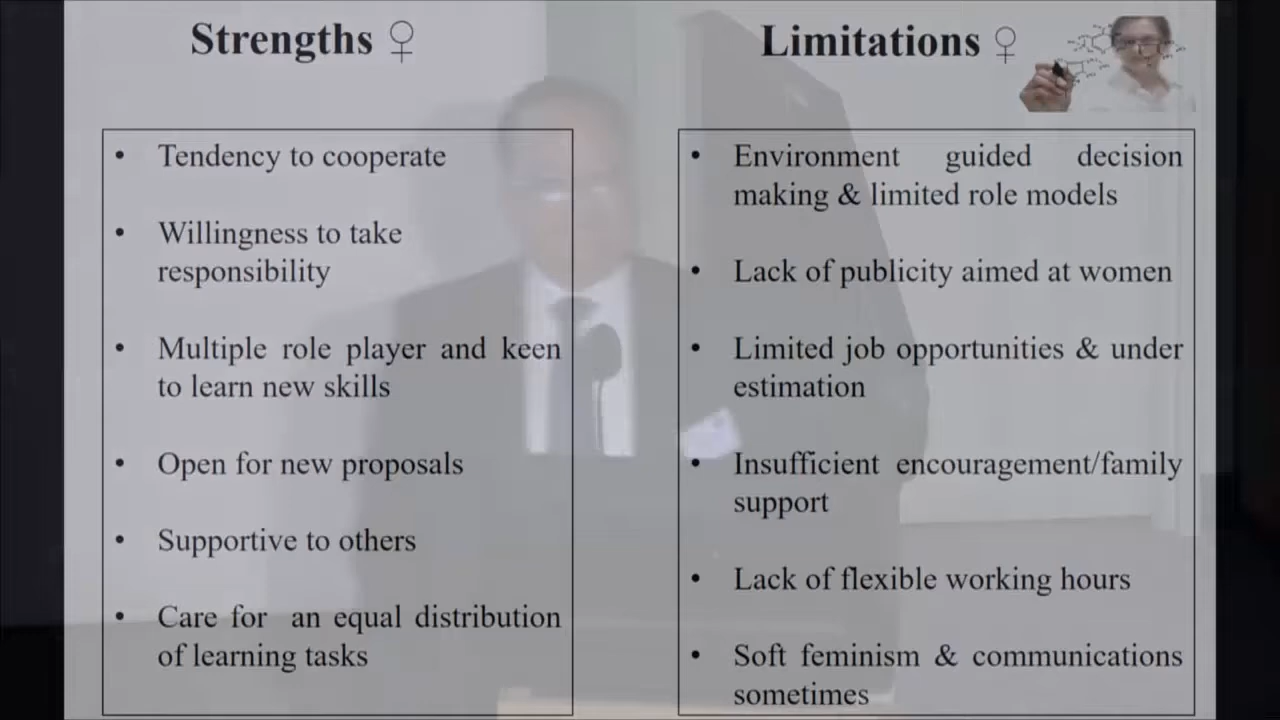 Strengths ♀
Tendency to cooperate
Willingness to take
responsibility
Multiple role player and keen
to learn new skills
Open for new proposals
Supportive to others
Care for an equal distribution
of learning tasks
Limitations ♀
Environment guided decision
making & limited role models
Lack of publicity aimed at women
Limited job opportunities & under
estimation
Insufficient encouragement/family
support
Lack of flexible working hours
Soft feminism & communications
sometimes